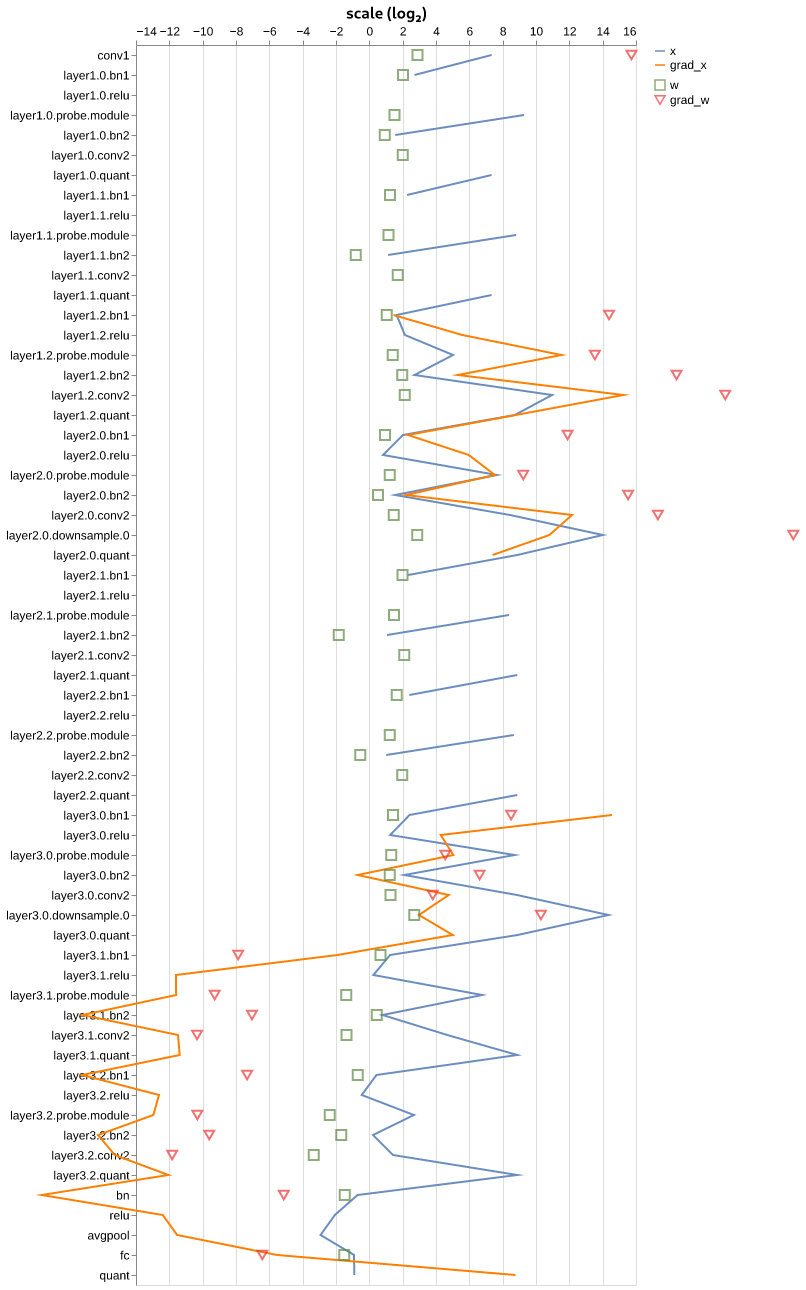 scale (log₂)
−14 −12 −10 −8 −6 −4 −2 0 2 4 6 8 10 12 14 16
x
grad_x
w
grad_w
conv1
layer1.0.bn1
layer1.0.relu
layer1.0.probe.module
layer1.0.bn2
layer1.0.conv2
layer1.0.quant
layer1.1.bn1
layer1.1.relu
layer1.1.probe.module
layer1.1.bn2
layer1.1.conv2
layer1.1.quant
layer1.2.bn1
layer1.2.relu
layer1.2.probe.module
layer1.2.bn2
layer1.2.conv2
layer1.2.quant
layer2.0.bn1
layer2.0.relu
layer2.0.probe.module
layer2.0.bn2
layer2.0.conv2
layer2.0.downsample.0
layer2.0.quant
layer2.1.bn1
layer2.1.relu
layer2.1.probe.module
layer2.1.bn2
layer2.1.conv2
layer2.1.quant
layer2.2.bn1
layer2.2.relu
layer2.2.probe.module
layer2.2.bn2
layer2.2.conv2
layer2.2.quant
layer3.0.bn1
layer3.0.relu
layer3.0.probe.module
layer3.0.bn2
layer3.0.conv2
layer3.0.downsample.0
layer3.0.quant
layer3.1.bn1
layer3.1.relu
layer3.1.probe.module
layer3.1.bn2
layer3.1.conv2
layer3.1.quant
layer3.2.bn1
layer3.2.relu
layer3.2.probe.module
layer3.2.bn2
layer3.2.conv2
layer3.2.quant
bn
relu
avgpool
fc
quant